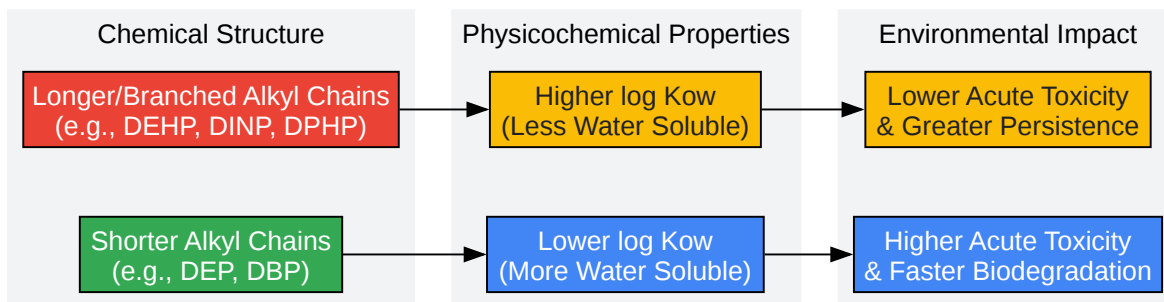 Chemical Structure
Physicochemical Properties
Environmental Impact
Longer/Branched Alkyl Chains
(e.g., DEHP, DINP, DPHP)
Higher log Kow
(Less Water Soluble)
Lower Acute Toxicity
& Greater Persistence
Shorter Alkyl Chains
(e.g., DEP, DBP)
Lower log Kow
(More Water Soluble)
Higher Acute Toxicity
& Faster Biodegradation